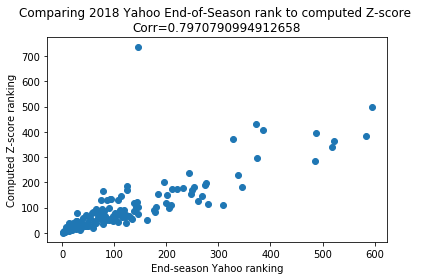 Comparing 2018 Yahoo End-of-Season rank to computed Z-score
Corr=0.7970790994912658
700
600
500
400
300
200
100
0
Computed Z-score ranking
0 100 200 300 400 500 600
End-season Yahoo ranking